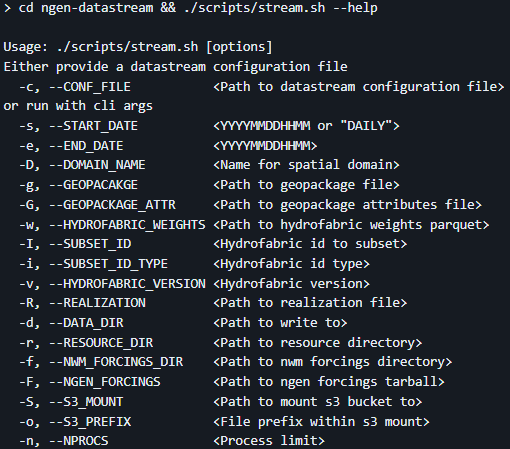 > cd ngen-datastream && ./scripts/stream.sh --help
Usage: ./scripts/stream.sh [options]
Either provide a datastream configuration file
-c, --CONF_FILE <Path to datastream configuration file>
or run with cli args
-s, --START_DATE <YYYYMMDDHHMM or "DAILY">
-e, --END_DATE <YYYYMMDDHHMM>
-D, --DOMAIN_NAME <Name for spatial domain>
-g, --GEOPACAKGE <Path to geopackage file>
-G, --GEOPACKAGE_ATTR <Path to geopackage attributes file>
-w, --HYDROFABRIC_WEIGHTS <Path to hydrofabric weights parquet>
-I, --SUBSET_ID <Hydrofabric id to subset>
-i, --SUBSET_ID_TYPE <Hydrofabric id type>
-v, --HYDROFABRIC_VERSION <Hydrofabric version>
-R, --REALIZATION <Path to realization file>
-d, --DATA_DIR <Path to write to>
-r, --RESOURCE_DIR <Path to resource directory>
-f, --NWM_FORCINGS_DIR <Path to nwm forcings directory>
-F, --NGEN_FORCINGS <Path to ngen forcings tarball>
-S, --S3_MOUNT <Path to mount s3 bucket to>
-o, --S3_PREFIX <File prefix within s3 mount>
-n, --NPROCS <Process limit>